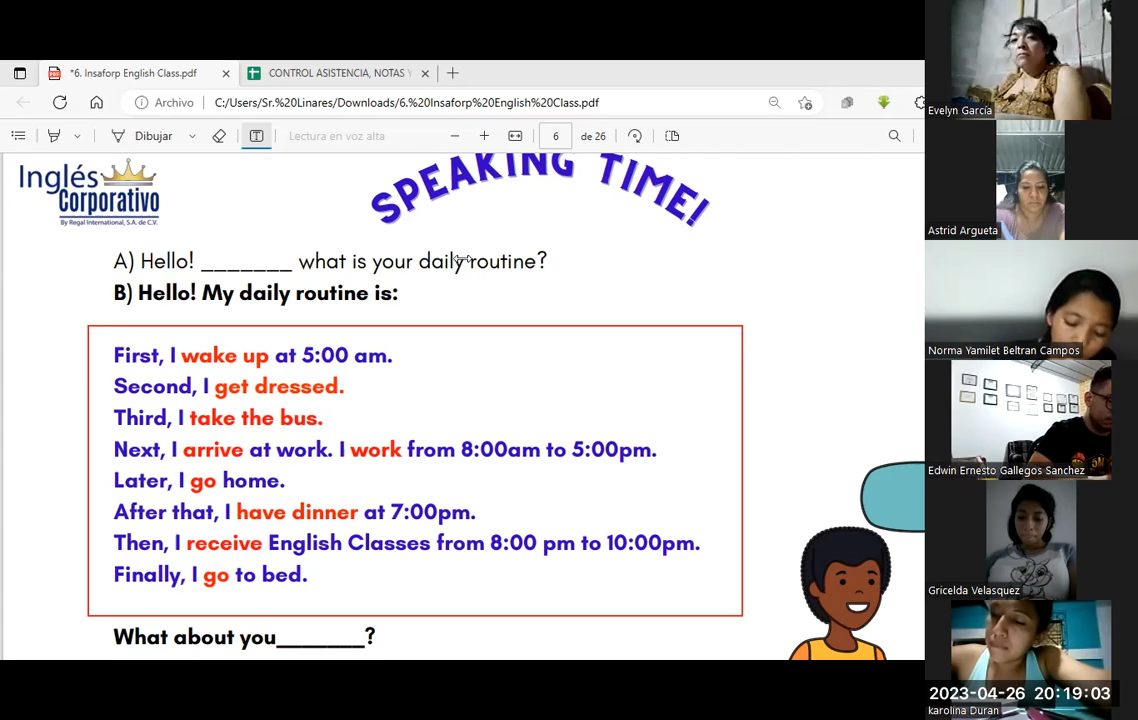 *6. Insaforp English Class.pdf
CONTROL ASISTENCIA, NOTAS Y
Archivo
C:/Users/Sr.%20Linares/Downloads/6.%20Insaforp%20English%20Class.pdf
Dibujar
Lectura en voz alta
6
de 26
Inglés
Corporativo
By Regal International, S.A. de C.V.
SPEAKING TIME!
A) Hello! _______ what is your daily routine?
B) Hello! My daily routine is:
First, I wake up at 5:00 am.
Second, I get dressed.
Third, I take the bus.
Next, I arrive at work. I work from 8:00am to 5:00pm.
Later, I go home.
After that, I have dinner at 7:00pm.
Then, I receive English Classes from 8:00 pm to 10:00pm.
Finally, I go to bed.
What about you_______?
Evelyn García
Astrid Argueta
Norma Yamilet Beltran Campos
Edwin Ernesto Gallegos Sanchez
Gricelda Velasquez
2023-04-26 20:19:03
karolina Duran